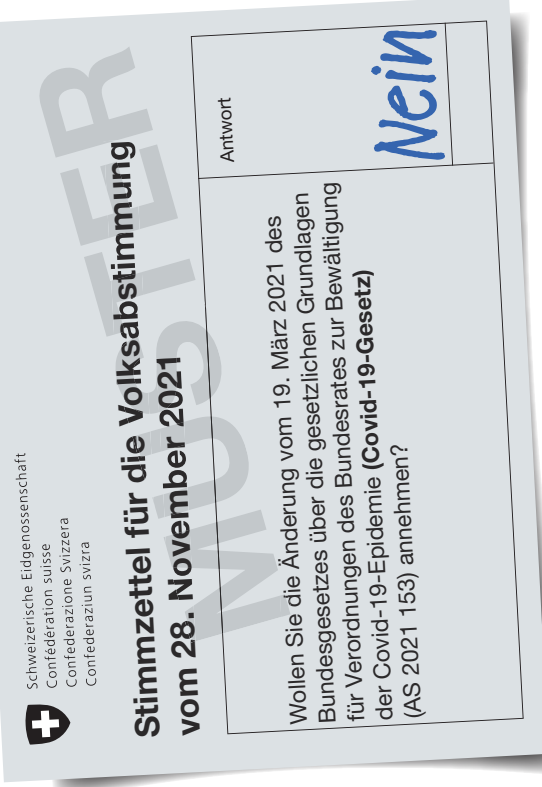 Schweizerische Eidgenossenschaft
Confédération suisse
Confederazione Svizzera
Confederaziun svizra
Stimmzettel für die Volksabstimmung
vom 28. November 2021
MUSTER
Wollen Sie die Änderung vom 19. März 2021 des
Bundesgesetzes über die gesetzlichen Grundlagen
für Verordnungen des Bundesrates zur Bewältigung
der Covid-19-Epidemie (Covid-19-Gesetz)
(AS 2021 153) annehmen?
Antwort
Nein